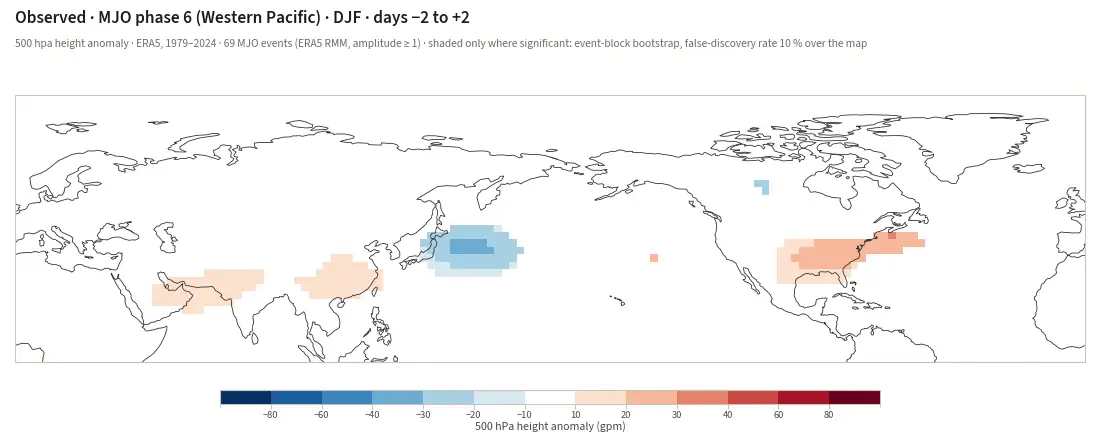 Observed · MJO phase 6 (Western Pacific) · DJF · days −2 to +2
500 hpa height anomaly · ERA5, 1979–2024 · 69 MJO events (ERA5 RMM, amplitude ≥ 1) · shaded only where significant: event-block bootstrap, false-discovery rate 10 % over the map
−80 −60 −40 −30 −20 −10 10 20 30 40 60 80
500 hpa height anomaly (gpm)